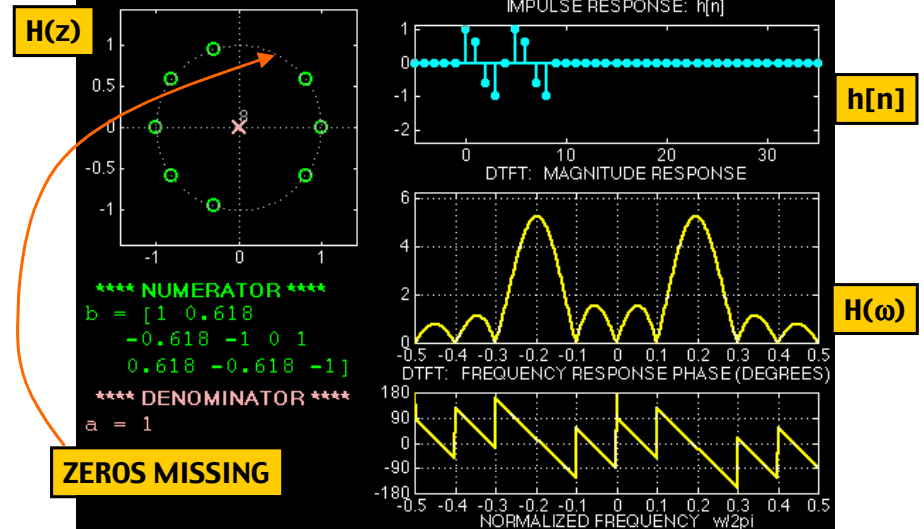 H(z)
1
0.5
0
-0.5
-1
-1 0 1
8
IMPULSE RESPONSE: h[n]
1
0
-1
-2
0 10 20 30
h[n]
DTFT: MAGNITUDE RESPONSE
6
4
2
0
-0.5 -0.4 -0.3 -0.2 -0.1 0 0.1 0.2 0.3 0.4 0.5
H(ω)
**** NUMERATOR ****
b = [1 0.618
-0.618 -1 0 1
0.618 -0.618 -1]
**** DENOMINATOR ****
a = 1
ZEROS MISSING
DTFT: FREQUENCY RESPONSE PHASE (DEGREES)
180
90
0
-90
-180
-0.5 -0.4 -0.3 -0.2 -0.1 0 0.1 0.2 0.3 0.4 0.5
NORMALIZED FREQUENCY w/2pi